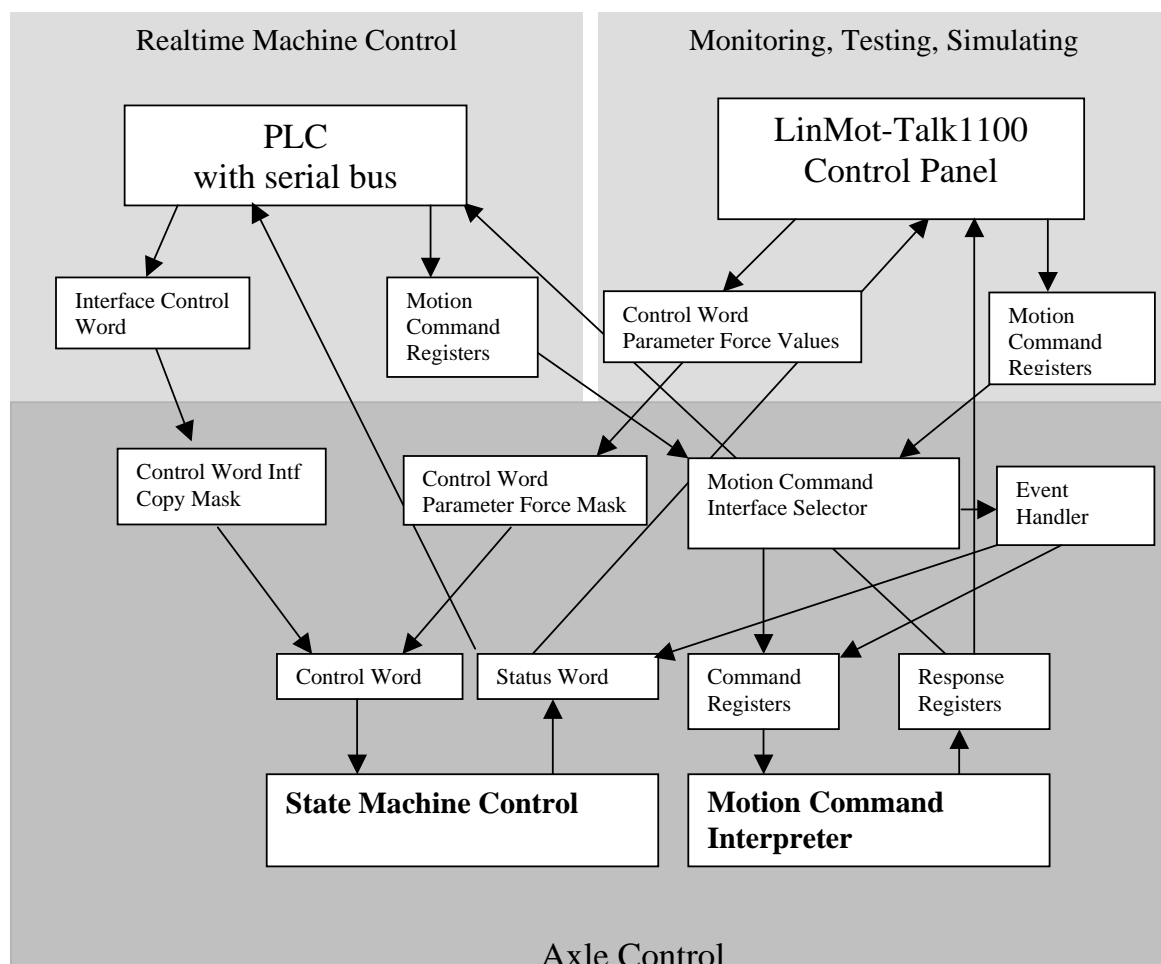 Realtime Machine Control
Monitoring, Testing, Simulating
PLC
with serial bus
LinMot-Talk1100
Control Panel
Interface Control
Word
Motion
Command
Registers
Control Word
Parameter Force Values
Motion
Command
Registers
Control Word Intf
Copy Mask
Control Word
Parameter Force Mask
Motion Command
Interface Selector
Event
Handler
Control Word
Status Word
Command
Registers
Response
Registers
State Machine Control
Motion Command
Interpreter
Axle Control